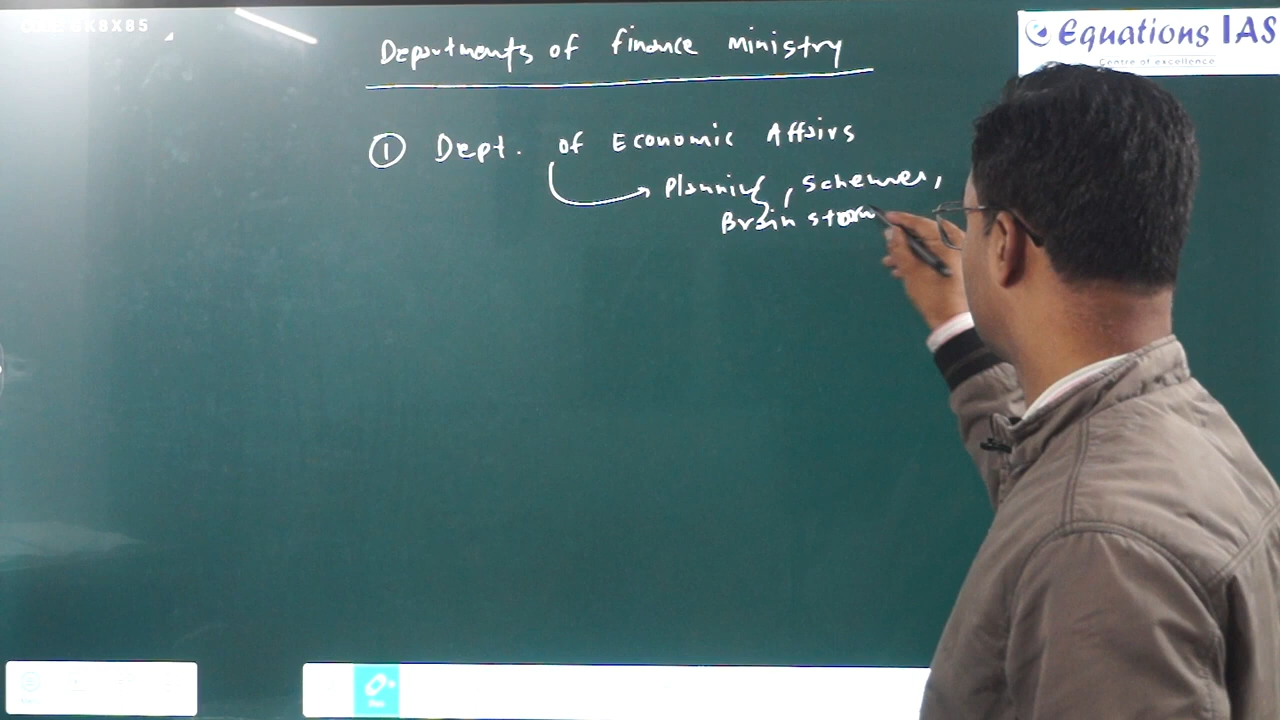 Departments of finance ministry
Equations IAS
Centre of excellence
① Dept. of Economic Affairs
Planning, schemes,
Brain storm